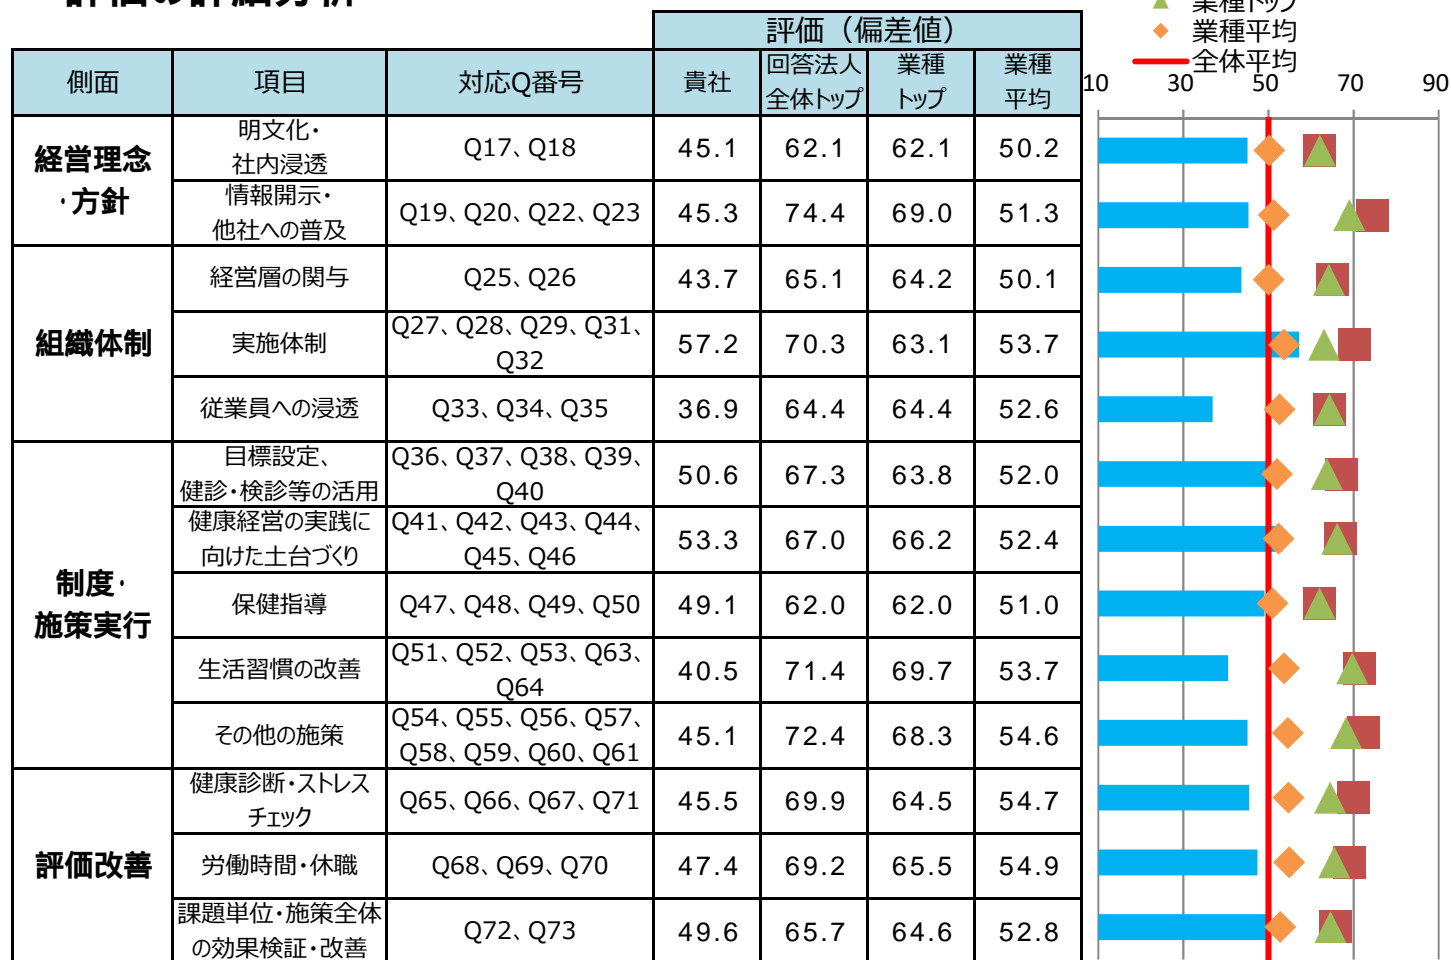 評価の詳細分析
業種トップ
業種平均
全体平均
評価（偏差値）
側面 項目 対応Q番号 貴社 回答法人全体トップ 業種トップ 業種平均
10 30 50 70 90
経営理念・方針
明文化・社内浸透 Q17、Q18 45.1 62.1 62.1 50.2
情報開示・他社への普及 Q19、Q20、Q22、Q23 45.3 74.4 69.0 51.3
組織体制
経営層の関与 Q25、Q26 43.7 65.1 64.2 50.1
実施体制 Q27、Q28、Q29、Q31、Q32 57.2 70.3 63.1 53.7
従業員への浸透 Q33、Q34、Q35 36.9 64.4 64.4 52.6
制度・施策実行
目標設定、健診・検診等の活用 Q36、Q37、Q38、Q39、Q40 50.6 67.3 63.8 52.0
健康経営の実践に向けた土台づくり Q41、Q42、Q43、Q44、Q45、Q46 53.3 67.0 66.2 52.4
保健指導 Q47、Q48、Q49、Q50 49.1 62.0 62.0 51.0
生活習慣の改善 Q51、Q52、Q53、Q63、Q64 40.5 71.4 69.7 53.7
その他の施策 Q54、Q55、Q56、Q57、Q58、Q59、Q60、Q61 45.1 72.4 68.3 54.6
評価改善
健康診断・ストレスチェック Q65、Q66、Q67、Q71 45.5 69.9 64.5 54.7
労働時間・休職 Q68、Q69、Q70 47.4 69.2 65.5 54.9
課題単位・施策全体の効果検証・改善 Q72、Q73 49.6 65.7 64.6 52.8